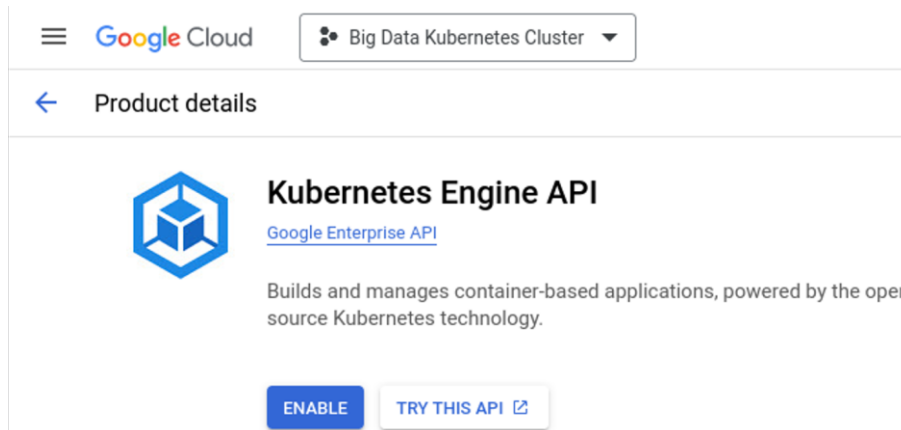 Google Cloud
Big Data Kubernetes Cluster
Product details
Kubernetes Engine API
Google Enterprise API
Builds and manages container-based applications, powered by the oper
source Kubernetes technology.
ENABLE
TRY THIS API